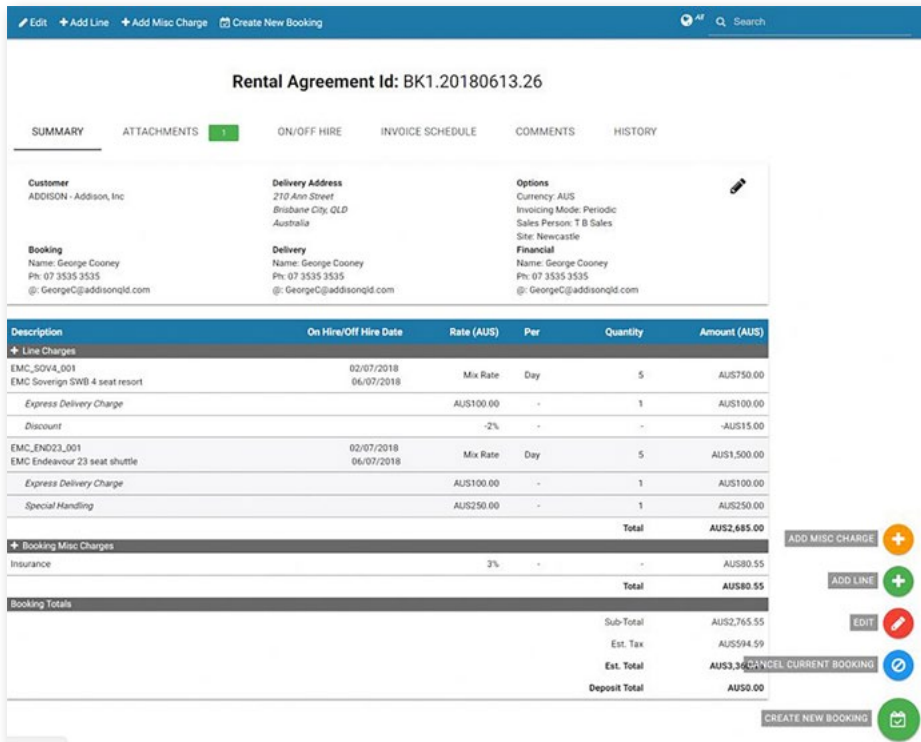 Edit + Add Line + Add Misc Charge Create New Booking All Search
Rental Agreement Id: BK1.20180613.26
SUMMARY ATTACHMENTS 1 ON/OFF HIRE INVOICE SCHEDULE COMMENTS HISTORY
Customer Delivery Address Options
ADDISON - Addison, Inc 210 Ann Street Currency: AUS
Brisbane City, QLD Invoicing Mode: Periodic
Australia Sales Person: T B Sales
Site: Newcastle
Booking Delivery Financial
Name: George Cooney Name: George Cooney Name: George Cooney
Ph: 07 3535 3535 Ph: 07 3535 3535 Ph: 07 3535 3535
@: GeorgeC@addisonqld.com @: GeorgeC@addisonqld.com @: GeorgeC@addisonqld.com
Description On Hire/Off Hire Date Rate (AUS) Per Quantity Amount (AUS)
+ Line Charges
EMC_SOV4_001 02/07/2018
EMC Soverign SWB 4 seat resort 06/07/2018 Mix Rate Day 5 AUS750.00
Express Delivery Charge AUS100.00 - 1 AUS100.00
Discount -2% - - -AUS15.00
EMC_END23_001 02/07/2018
EMC Endeavour 23 seat shuttle 06/07/2018 Mix Rate Day 5 AUS1,500.00
Express Delivery Charge AUS100.00 - 1 AUS100.00
Special Handling AUS250.00 - 1 AUS250.00
Total AUS2,685.00
+ Booking Misc Charges
ADD MISC CHARGE
Insurance 3% - - AUS80.55
Total AUS80.55
ADD LINE
Booking Totals
Sub-Total AUS2,765.55
EDIT
Est. Tax AUS594.59
Est. Total CANCEL CURRENT BOOKING
Deposit Total AUS0.00
CREATE NEW BOOKING